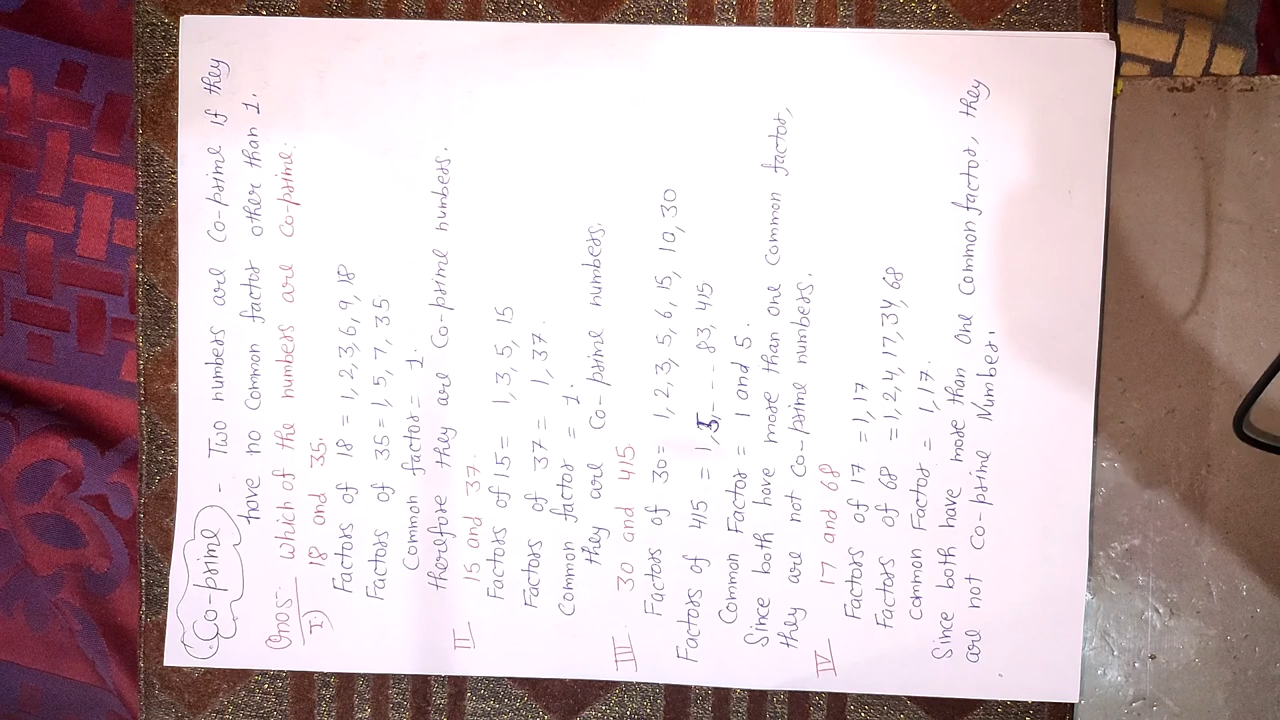 Co-prime - Two numbers are Co-prime if they
have no common factor other than 1.
Ques- which of the numbers are co-prime:
I) 18 and 35.
Factors of 18 = 1, 2, 3, 6, 9, 18
Factors of 35 = 1, 5, 7, 35
Common factor = 1.
therefore they are Co-prime numbers.
II 15 and 37.
Factors of 15 = 1, 3, 5, 15
Factors of 37 = 1, 37.
Common factor = 1.
they are Co-prime numbers.
III 30 and 415
Factors of 30 = 1, 2, 3, 5, 6, 15, 10, 30
Factors of 415 = 1, 5, - - - 83, 415
Common Factor = 1 and 5.
Since both have more than one common factor,
they are not co-prime numbers.
IV 17 and 68
Factors of 17 = 1, 17
Factors of 68 = 1, 2, 4, 17, 34, 68
Common Factor = 1, 17.
Since both have more than one common factor, they
are not Co-prime Number.